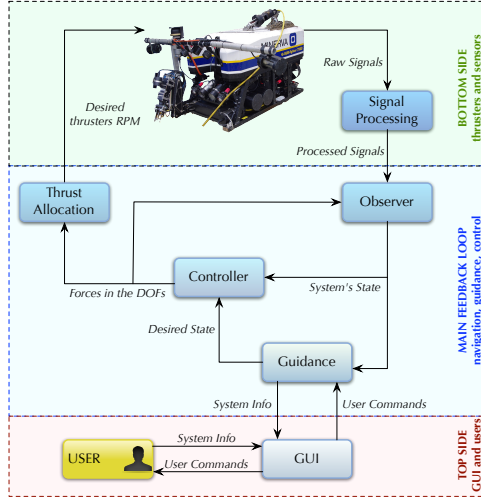 MINERVA
Raw Signals
Desired
thrusters RPM
Signal
Processing
Processed Signals
BOTTOM SIDE
thrusters and sensors
Thrust
Allocation
Observer
Controller
Forces in the DOFs
System's State
Desired State
Guidance
System Info
User Commands
MAIN FEEDBACK LOOP
navigation, guidance, control
USER
System Info
User Commands
GUI
TOP SIDE
GUI and users